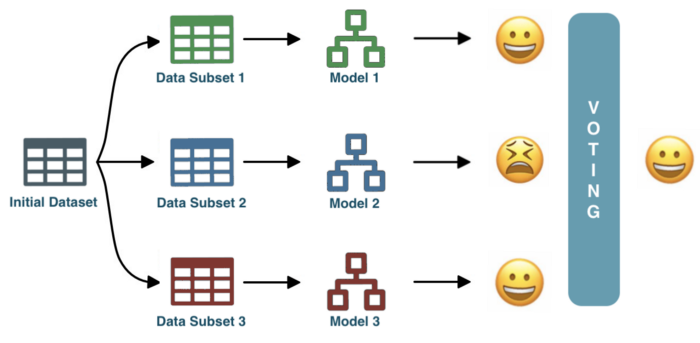 Data Subset 1
Model 1
Initial Dataset
Data Subset 2
Model 2
Data Subset 3
Model 3
VOTING